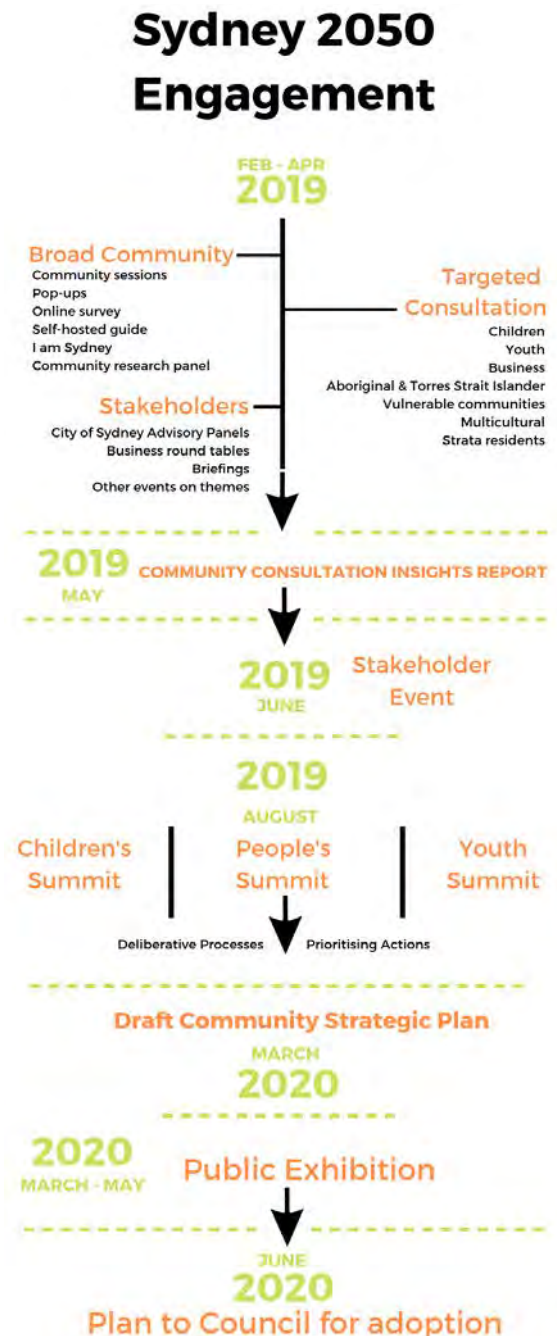 Sydney 2050
Engagement
FEB - APR
2019
Broad Community
Community sessions
Pop-ups
Online survey
Self-hosted guide
I am Sydney
Community research panel
Targeted
Consultation
Children
Youth
Business
Aboriginal & Torres Strait Islander
Vulnerable communities
Multicultural
Strata residents
Stakeholders
City of Sydney Advisory Panels
Business round tables
Briefings
Other events on themes
2019
MAY
COMMUNITY CONSULTATION INSIGHTS REPORT
2019
JUNE
Stakeholder
Event
2019
AUGUST
Children's
Summit
People's
Summit
Youth
Summit
Deliberative Processes
Prioritising Actions
Draft Community Strategic Plan
MARCH
2020
2020
MARCH - MAY
Public Exhibition
JUNE
2020
Plan to Council for adoption